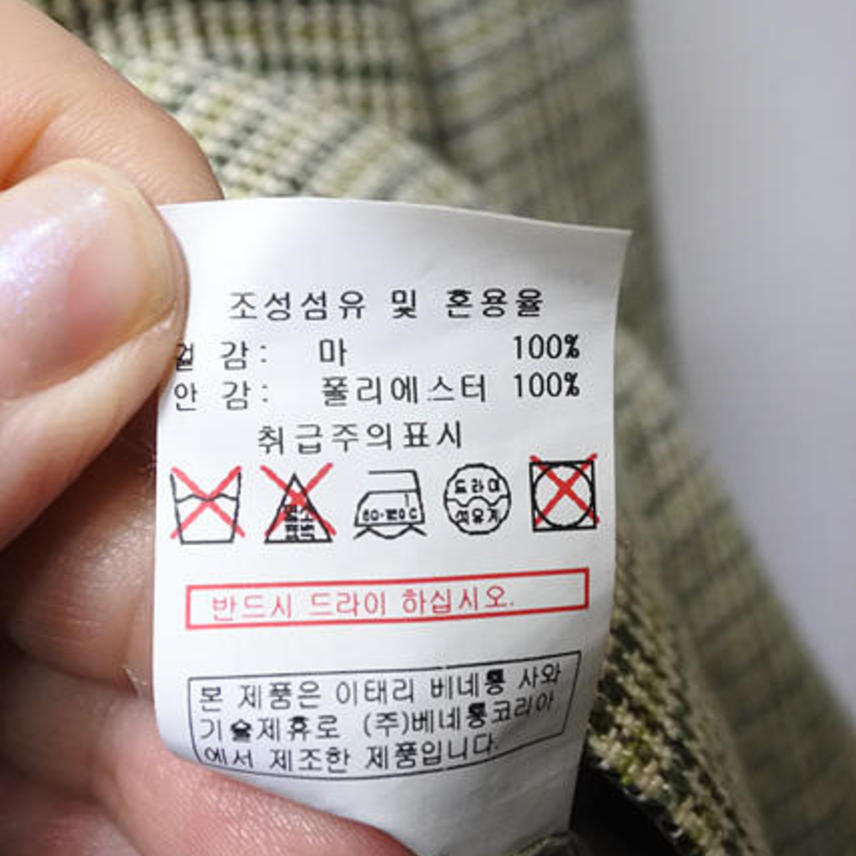 조성섬유 및 혼용율
겉 감: 마 100%
안 감: 폴리에스터 100%
취급주의표시
드라이
석유계
반드시 드라이 하십시오.
본 제품은 이태리 베네통 사와
기술제휴로 (주)베네통코리아
에서 제조한 제품입니다.